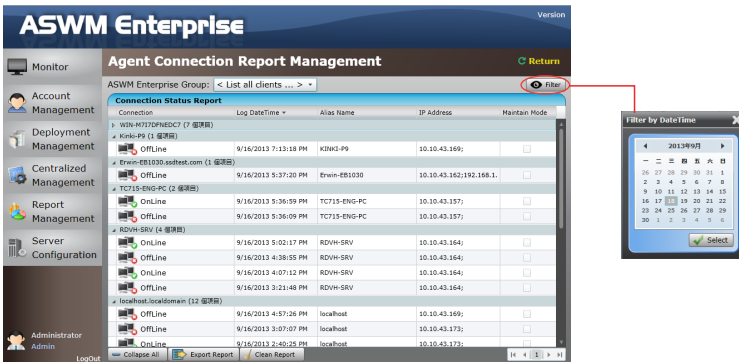 ASWM Enterprise
Version
Monitor
Account Management
Deployment Management
Centralized Management
Report Management
Server Configuration
Administrator
Admin
LogOut
Agent Connection Report Management
Return
ASWM Enterprise Group: < List all clients ... >
Filter
Connection Status Report
Connection Log DateTime Alias Name IP Address Maintain Mode
WIN-M7I7DFNEDC7 (7 個項目)
Kinki-P9 (1 個項目)
OffLine 9/16/2013 7:13:18 PM KINKI-P9 10.10.43.169;
Erwin-EB1030.ssdtest.com (1 個項目)
OffLine 9/16/2013 5:37:20 PM Erwin-EB1030 10.10.43.162;192.168.1.
TC715-ENG-PC (2 個項目)
OnLine 9/16/2013 5:36:59 PM TC715-ENG-PC 10.10.43.157;
OffLine 9/16/2013 5:36:09 PM TC715-ENG-PC 10.10.43.157;
RDVH-SRV (4 個項目)
OnLine 9/16/2013 5:02:17 PM RDVH-SRV 10.10.43.164;
OffLine 9/16/2013 4:38:55 PM RDVH-SRV 10.10.43.164;
OnLine 9/16/2013 4:07:12 PM RDVH-SRV 10.10.43.164;
OffLine 9/16/2013 3:21:48 PM RDVH-SRV 10.10.43.164;
localhost.localdomain (12 個項目)
OffLine 9/16/2013 4:57:26 PM localhost 10.10.43.169;
OffLine 9/16/2013 3:07:07 PM localhost 10.10.43.173;
OnLine 9/16/2013 2:40:25 PM localhost 10.10.43.173;
Collapse All Export Report Clean Report 1
Filter by DateTime X
2013年9月
一 二 三 四 五 六 日
26 27 28 29 30 31 1
2 3 4 5 6 7 8
9 10 11 12 13 14 15
16 17 18 19 20 21 22
23 24 25 26 27 28 29
30 1 2 3 4 5 6
Select